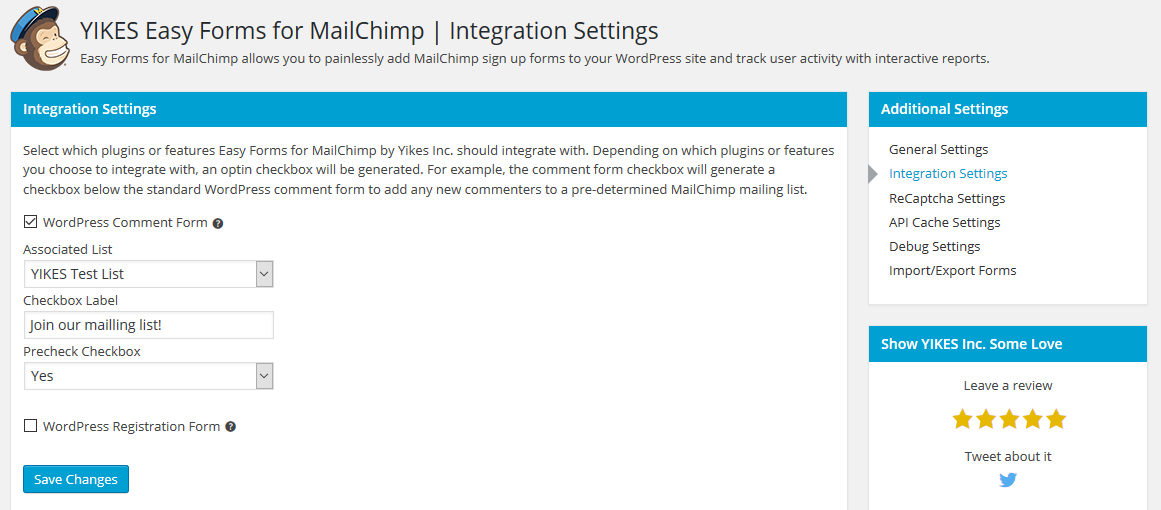 YIKES Easy Forms for MailChimp | Integration Settings
Easy Forms for MailChimp allows you to painlessly add MailChimp sign up forms to your WordPress site and track user activity with interactive reports.
Integration Settings
Select which plugins or features Easy Forms for MailChimp by Yikes Inc. should integrate with. Depending on which plugins or features
you choose to integrate with, an optin checkbox will be generated. For example, the comment form checkbox will generate a
checkbox below the standard WordPress comment form to add any new commenters to a pre-determined MailChimp mailing list.
WordPress Comment Form ?
Associated List
YIKES Test List
Checkbox Label
Join our mailling list!
Precheck Checkbox
Yes
WordPress Registration Form ?
Save Changes
Additional Settings
General Settings
Integration Settings
ReCaptcha Settings
API Cache Settings
Debug Settings
Import/Export Forms
Show YIKES Inc. Some Love
Leave a review
Tweet about it